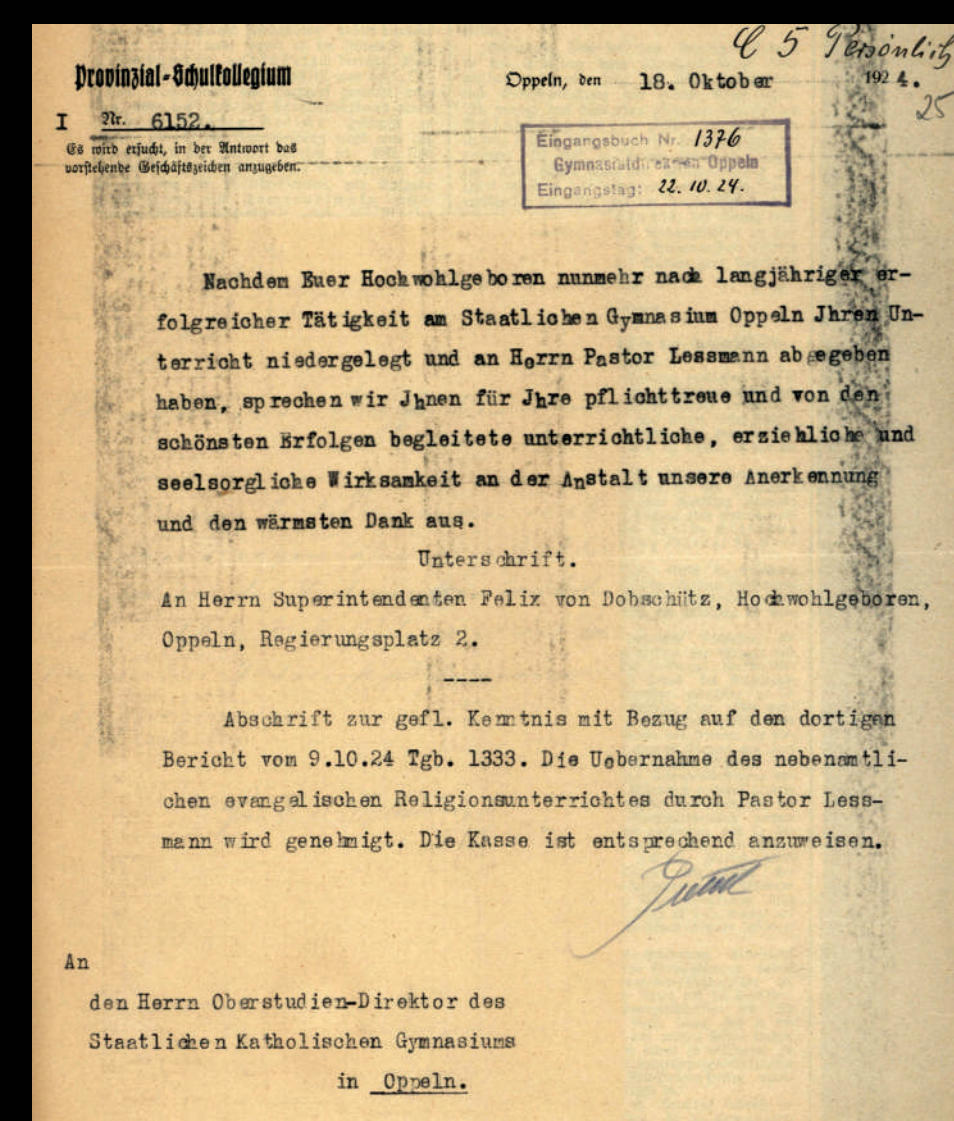 C 5 Persönlich
Provinzial-Schulkollegium
Oppeln, den 18. Oktober 1924.
25
I Nr. 6152.
Es wird ersucht, in der Antwort das
vorstehende Geschäftszeichen anzugeben.
Eingangsbuch Nr. 1376
Oppeln
Eingangstag: 22.10.24.
Nachdem Euer Hochwohlgeboren nunmehr nach langjähriger er-
folgreicher Tätigkeit am Staatlichen Gymnasium Oppeln Jhren Un-
terricht niedergelegt und an Herrn Pastor Lessmann abgegeben
haben, sprechen wir Jhnen für Jhre pflichttreue und von den
schönsten Erfolgen begleitete unterrichtliche, erziehliche und
seelsorgliche Wirksamkeit an der Anstalt unsere Anerkennung
und den wärmsten Dank aus.
Unterschrift.
An Herrn Superintendenten Felix von Dobschütz, Hochwohlgeboren,
Oppeln, Regierungsplatz 2.
----
Abschrift zur gefl. Kenntnis mit Bezug auf den dortigen
Bericht vom 9.10.24 Tgb. 1333. Die Uebernahme des nebenamtli-
chen evangelischen Religionsunterrichtes durch Pastor Less-
mann wird genehmigt. Die Kasse ist entsprechend anzuweisen.
An
den Herrn Oberstudien-Direktor des
Staatlichen Katholischen Gymnasiums
in Oppeln.